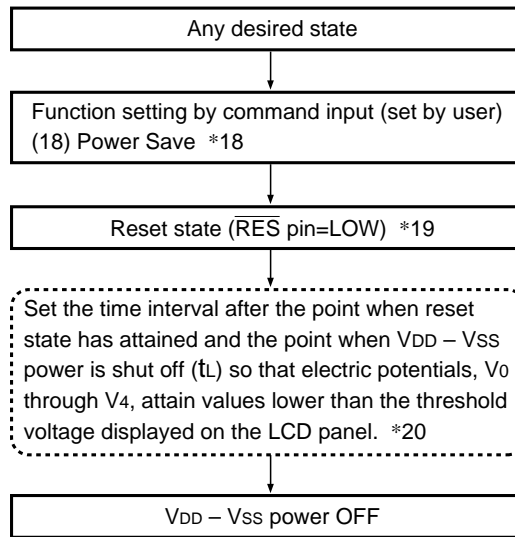 Any desired state
Function setting by command input (set by user)
(18) Power Save *18
Reset state (RES pin=LOW) *19
Set the time interval after the point when reset
state has attained and the point when VDD – VSS
power is shut off (tL) so that electric potentials, V0
through V4, attain values lower than the threshold
voltage displayed on the LCD panel. *20
VDD – VSS power OFF